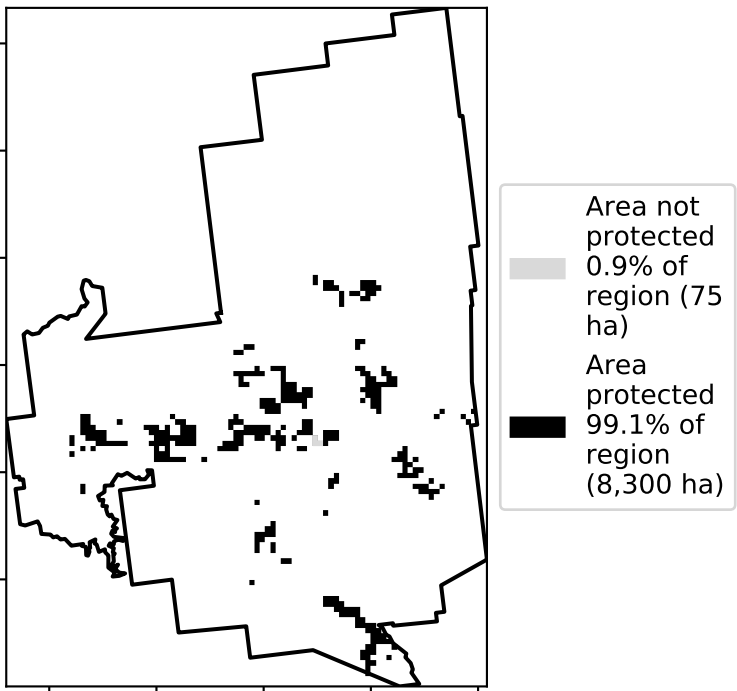 Area not
protected
0.9% of
region (75
ha)
Area
protected
99.1% of
region
(8,300 ha)